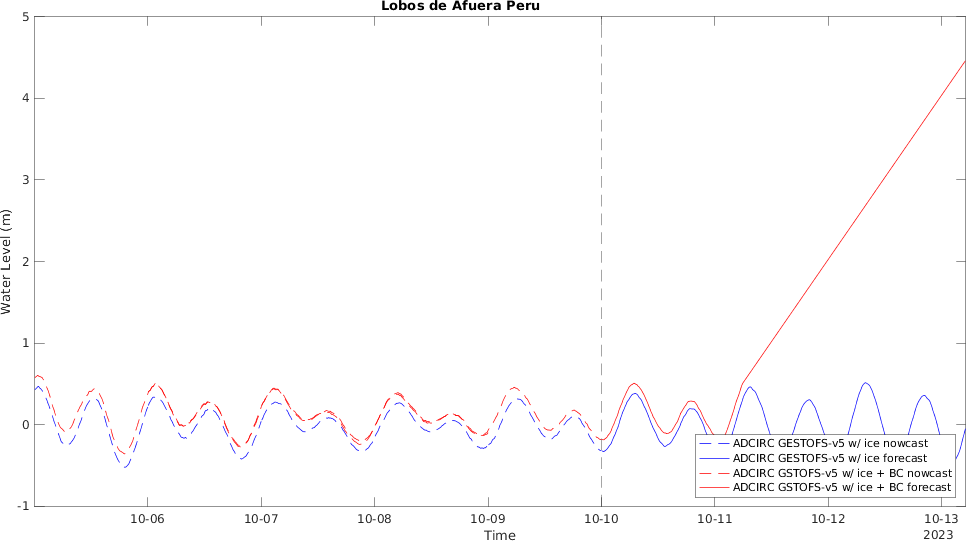 Lobos de Afuera Peru
5
4
3
2
1
0
-1
Water Level (m)
10-06 10-07 10-08 10-09 10-10 10-11 10-12 10-13
Time
2023
ADCIRC GESTOFS-v5 w/ ice nowcast
ADCIRC GESTOFS-v5 w/ ice forecast
ADCIRC GSTOFS-v5 w/ ice + BC nowcast
ADCIRC GSTOFS-v5 w/ ice + BC forecast